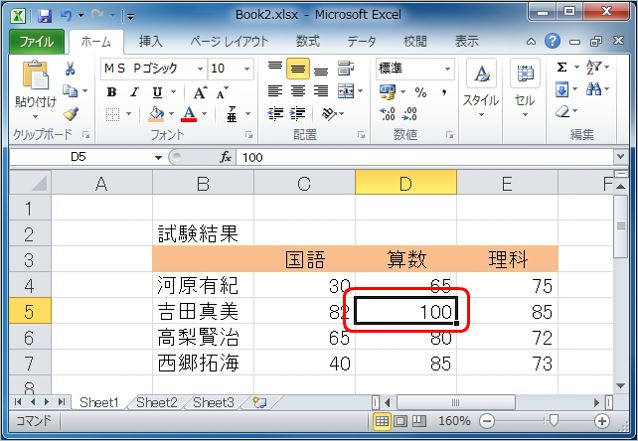 Book2.xlsx - Microsoft Excel
ファイル ホーム 挿入 ページ レイアウト 数式 データ 校閲 表示
貼り付け MS Pゴシック 10 標準 スタイル セル
B I U A A
A 亜 % , Σ
クリップボード フォント 配置 数値 編集
D5 fx 100
A B C D E F
1
2 試験結果
3 国語 算数 理科
4 河原有紀 30 65 75
5 吉田真美 82 100 85
6 高梨賢治 65 80 72
7 西郷拓海 40 85 73
8
Sheet1 Sheet2 Sheet3
コマンド 160%